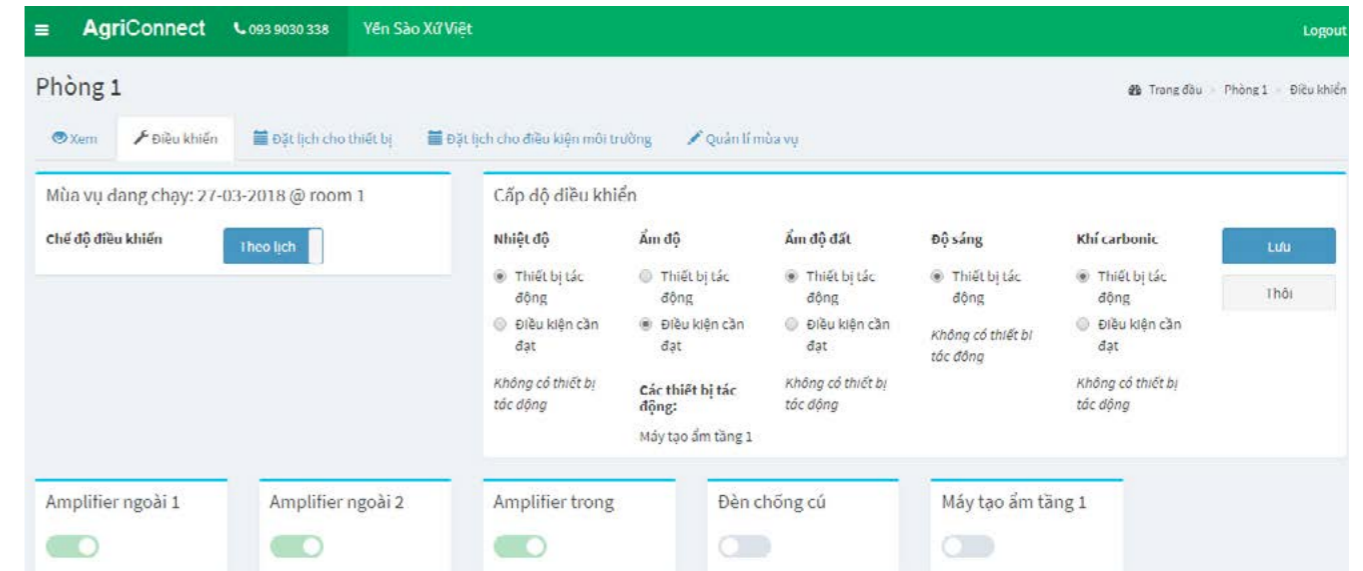 AgriConnect 093 9030 338 Yến Sào Xứ Việt Logout
Phòng 1 Trang đầu > Phòng 1 > Điều khiển
Xem Điều khiển Đặt lịch cho thiết bị Đặt lịch cho điều kiện môi trường Quản lí mùa vụ
Mùa vụ đang chạy: 27-03-2018 @ room 1
Chế độ điều khiển Theo lịch
Cấp độ điều khiển
Nhiệt độ
Thiết bị tác
động
Điều kiện cần
đạt
Không có thiết bị
tác động
Ẩm độ
Thiết bị tác
động
Điều kiện cần
đạt
Các thiết bị tác
động:
Máy tạo ẩm tầng 1
Ẩm độ đất
Thiết bị tác
động
Điều kiện cần
đạt
Không có thiết bị
tác động
Độ sáng
Thiết bị tác
động
Không có thiết bị
tác động
Khí carbonic
Thiết bị tác
động
Điều kiện cần
đạt
Không có thiết bị
tác động
Lưu
Thôi
Amplifier ngoài 1
Amplifier ngoài 2
Amplifier trong
Đèn chống cú
Máy tạo ẩm tầng 1